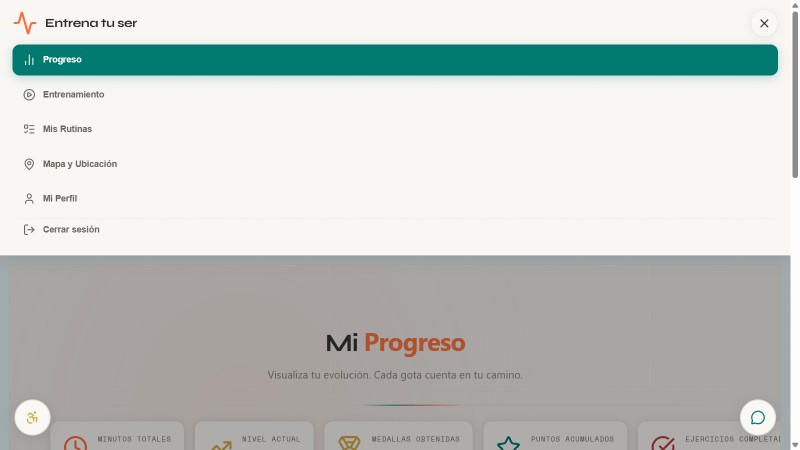 Entrena tu ser
Progreso
Entrenamiento
Mis Rutinas
Mapa y Ubicación
Mi Perfil
Cerrar sesión
Mi Progreso
Visualiza tu evolución. Cada gota cuenta en tu camino.
MINUTOS TOTALES
NIVEL ACTUAL
MEDALLAS OBTENIDAS
PUNTOS ACUMULADOS
EJERCICIOS